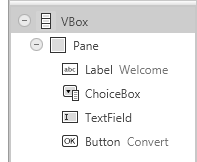 VBox
Pane
abc Label Welcome
ChoiceBox
I TextField
OK Button Convert